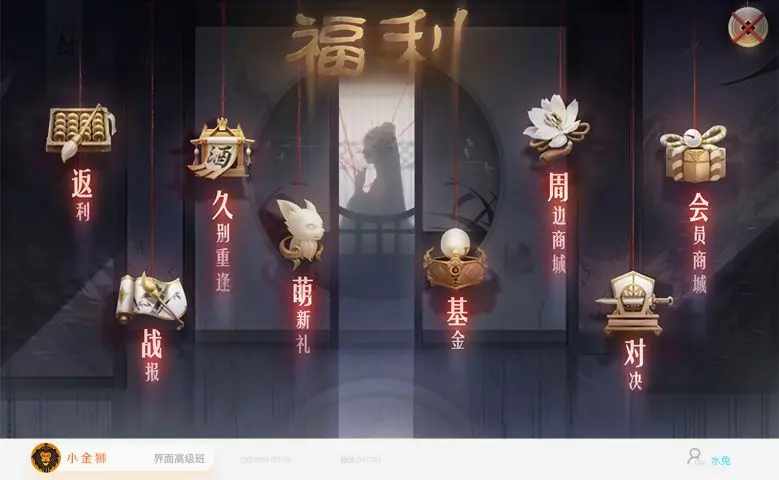 福利
返利
久别重逢
酒
萌新礼
周边商城
会员商城
战报
基金
对决
小金狮
界面高级班
水兔